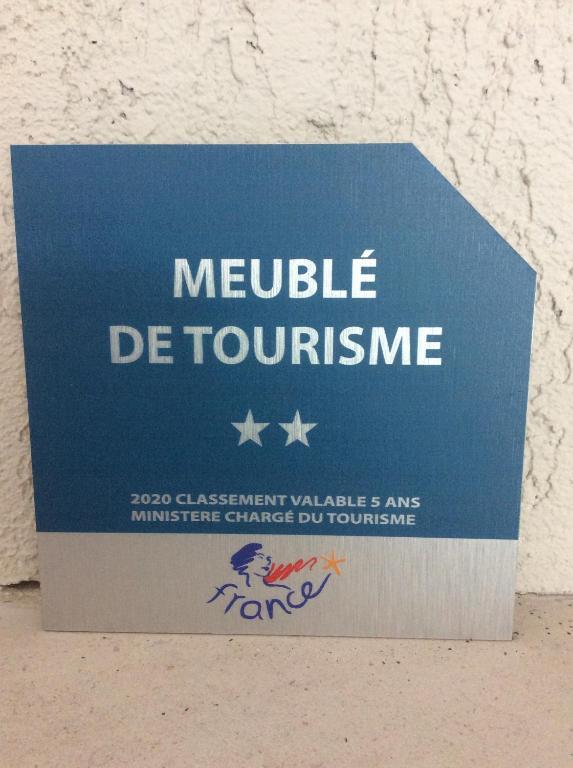 MEUBLÉ
DE TOURISME
2020 CLASSEMENT VALABLE 5 ANS
MINISTERE CHARGÉ DU TOURISME
france